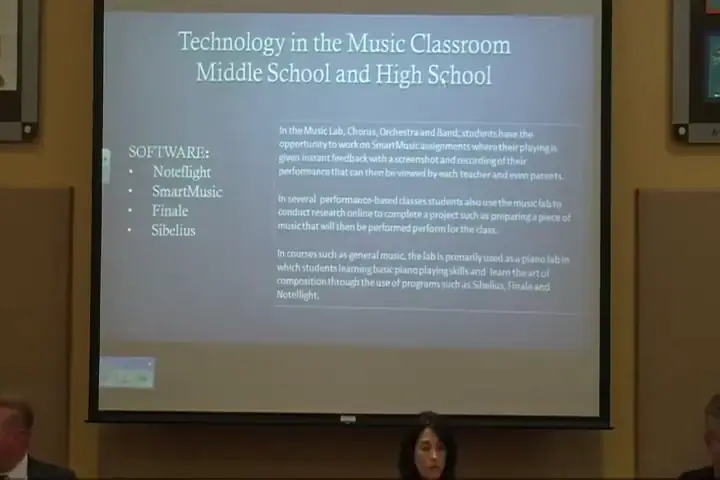 Technology in the Music Classroom
Middle School and High School
SOFTWARE:
• Noteflight
• SmartMusic
• Finale
• Sibelius
In the Music Lab, Chorus, Orchestra and Band, students have the
opportunity to work on SmartMusic assignments where their playing is
given instant feedback with a screenshot and recording of their
performance that can then be viewed by each teacher and even parents.
In several performance-based classes students also use the music lab to
conduct research online to complete a project such as preparing a piece of
music that will then be performed perform for the class.
In courses such as general music, the lab is primarily used as a piano lab in
which students learning basic piano playing skills and learn the art of
composition through the use of programs such as Sibelius, Finale and
Noteflight.